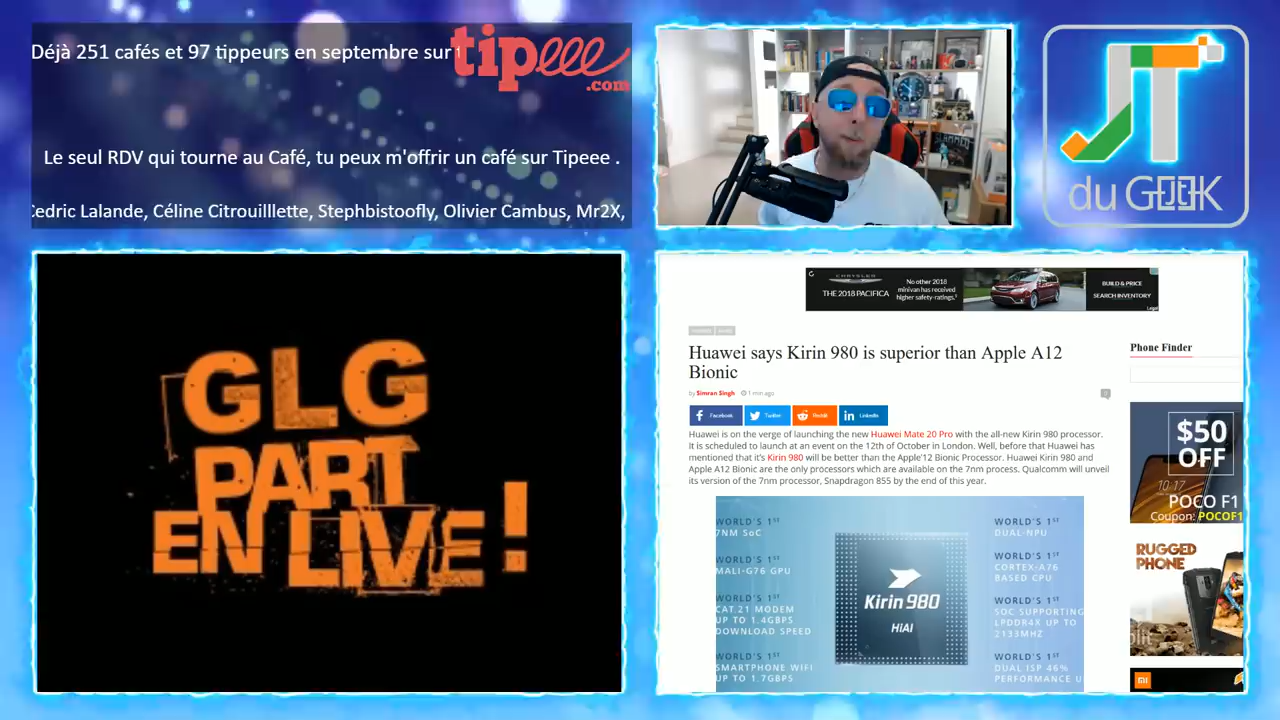 Déjà 251 cafés et 97 tippeurs en septembre sur
tipeee
.com
Le seul RDV qui tourne au Café, tu peux m'offrir un café sur Tipeee .
Cedric Lalande, Céline Citrouilllette, Stephbistoofly, Olivier Cambus, Mr2X,
JT
du GEEK
GLG
PART
EN LIVE !
CHRYSLER
THE 2018 PACIFICA
No other 2018
minivan has received
higher safety-ratings.
BUILD & PRICE
SEARCH INVENTORY
Legal
Huawei says Kirin 980 is superior than Apple A12
Bionic
by Simran Singh 1 min ago
Facebook
Twitter
Reddit
LinkedIn
Huawei is on the verge of launching the new Huawei Mate 20 Pro with the all-new Kirin 980 processor.
It is scheduled to launch at an event on the 12th of October in London. Well, before that Huawei has
mentioned that it's Kirin 980 will be better than the Apple'12 Bionic Processor. Huawei Kirin 980 and
Apple A12 Bionic are the only processors which are available on the 7nm process. Qualcomm will unveil
its version of the 7nm processor, Snapdragon 855 by the end of this year.
WORLD'S 1ST
7NM SoC
WORLD'S 1ST
MALI-G76 GPU
WORLD'S 1ST
CAT.21 MODEM
UP TO 1.4GBPS
DOWNLOAD SPEED
WORLD'S 1ST
SMARTPHONE WIFI
UP TO 1.7GBPS
Kirin 980
HiAI
WORLD'S 1ST
DUAL-NPU
WORLD'S 1ST
CORTEX-A76
BASED CPU
WORLD'S 1ST
SOC SUPPORTING
LPDDR4X UP TO
2133MHZ
WORLD'S 1ST
DUAL ISP 46%
PERFORMANCE U
Phone Finder
$50
OFF
10·17
POCO F1
Coupon: POCOF1
RUGGED
PHONE